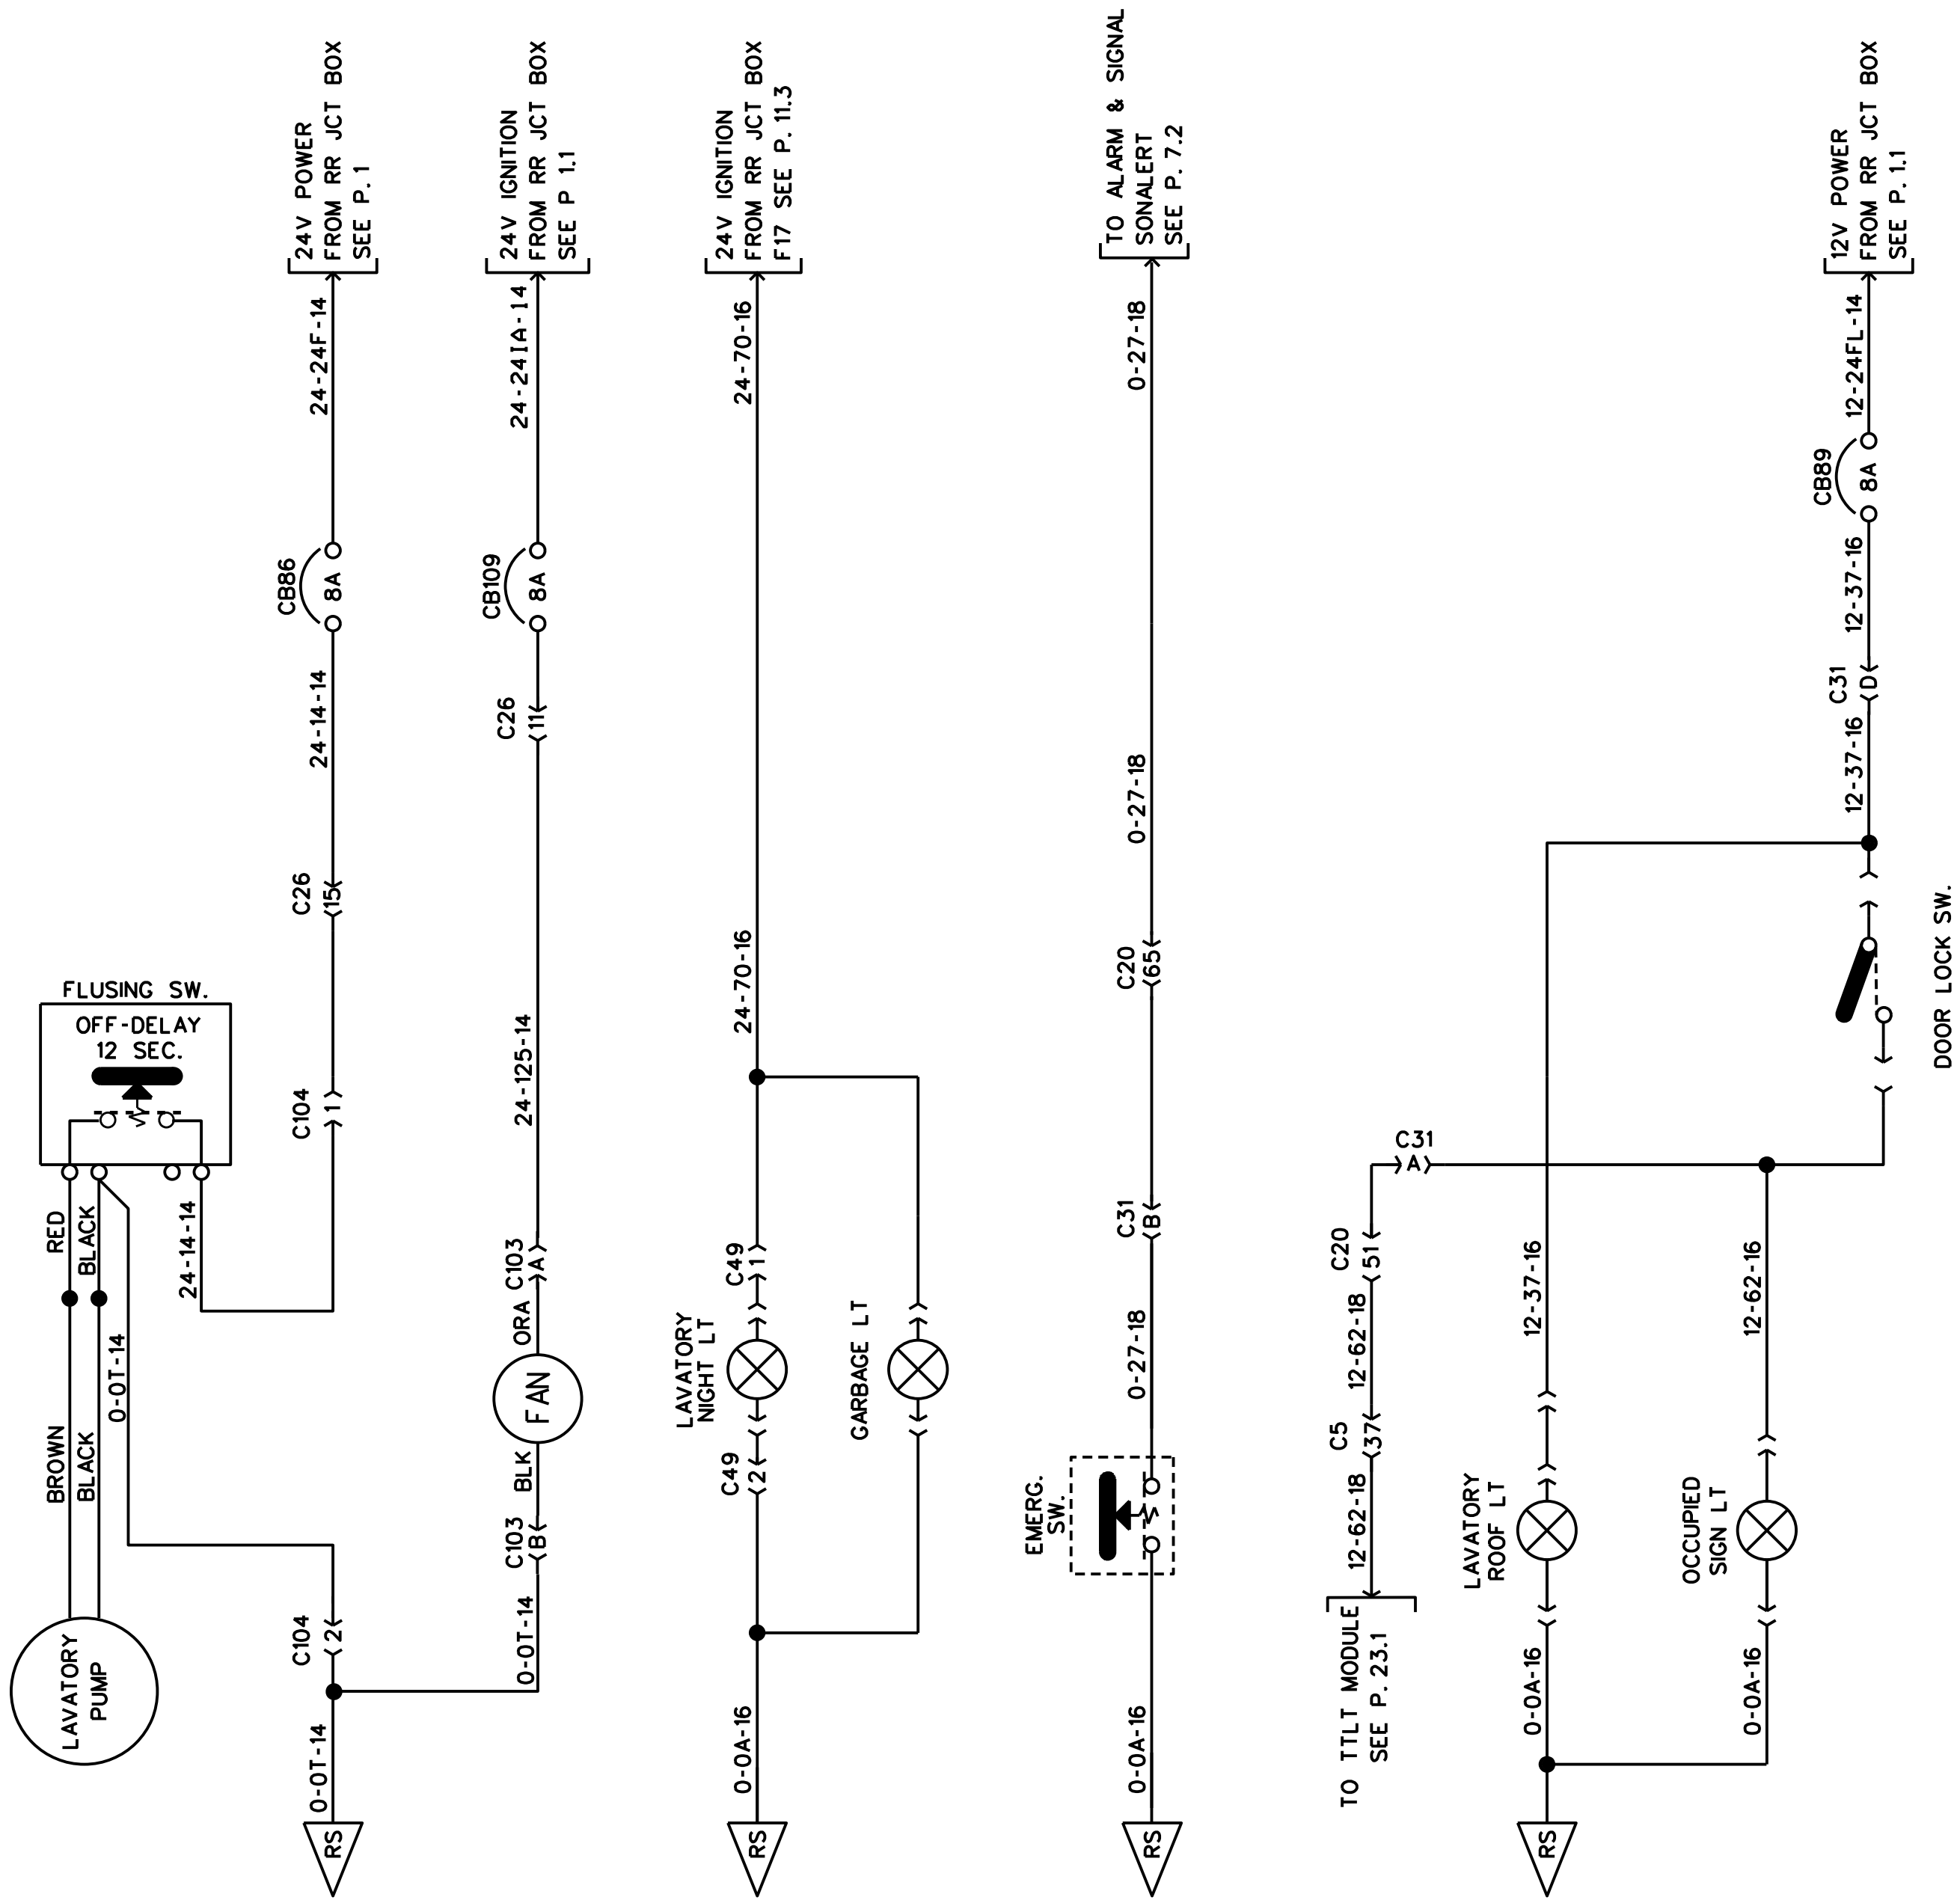 24V POWER
FROM RR JCT BOX
SEE P. 1
24-24F-14
CB86
8A
24-14-14
C26
15
C104
1
24-14-14
FLUSING SW.
OFF-DELAY
12 SEC.
RED
BLACK
BROWN
BLACK
0-0T-14
LAVATORY
PUMP
C104
2
0-0T-14
RS
24V IGNITION
FROM RR JCT BOX
SEE P 1.1
24-24IA-14
CB109
8A
C26
11
24-125-14
C103
A
ORA
FAN
BLK
C103
B
0-0T-14
24V IGNITION
FROM RR JCT BOX
F17 SEE P. 11.3
24-70-16
24-70-16
C49
1
LAVATORY
NIGHT LT
GARBAGE LT
C49
2
0-0A-16
RS
TO ALARM & SIGNAL
SONALERT
SEE P. 7.2
0-27-18
0-27-18
C20
65
C31
B
0-27-18
EMERG.
SW.
0-0A-16
RS
12V POWER
FROM RR JCT BOX
SEE P. 1.1
12-24FL-14
CB89
8A
12-37-16
C31
D
12-37-16
DOOR LOCK SW.
C31
A
C20
51
12-62-18
C5
37
12-62-18
TO TTLT MODULE
SEE P. 23.1
12-37-16
LAVATORY
ROOF LT
0-0A-16
12-62-16
OCCUPIED
SIGN LT
0-0A-16
RS